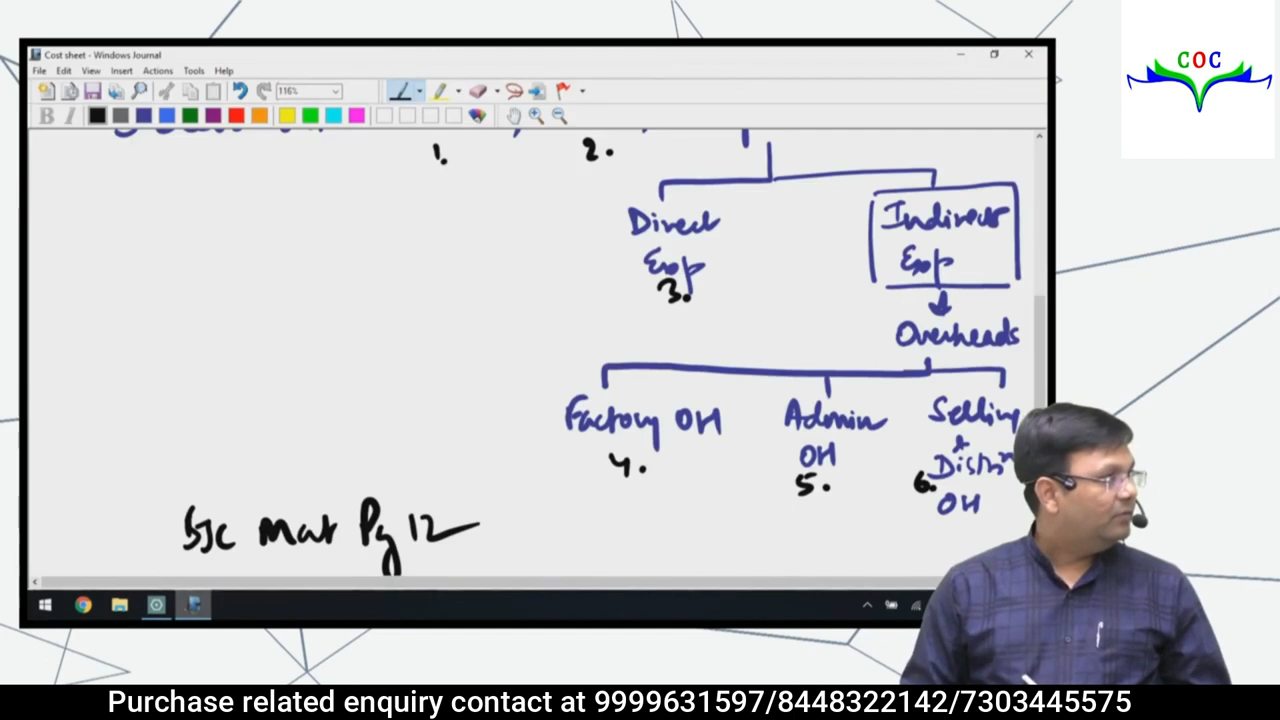 COC
Cost sheet - Windows Journal
File Edit View Insert Actions Tools Help
116%
B I
1. 2.
Direct Indirect
Exp Exp
3.
Overheads
Factory OH Admin Selling
OH &
4. 5. 6. Distbn
OH
Mat Pg 12
Purchase related enquiry contact at 9999631597/8448322142/7303445575